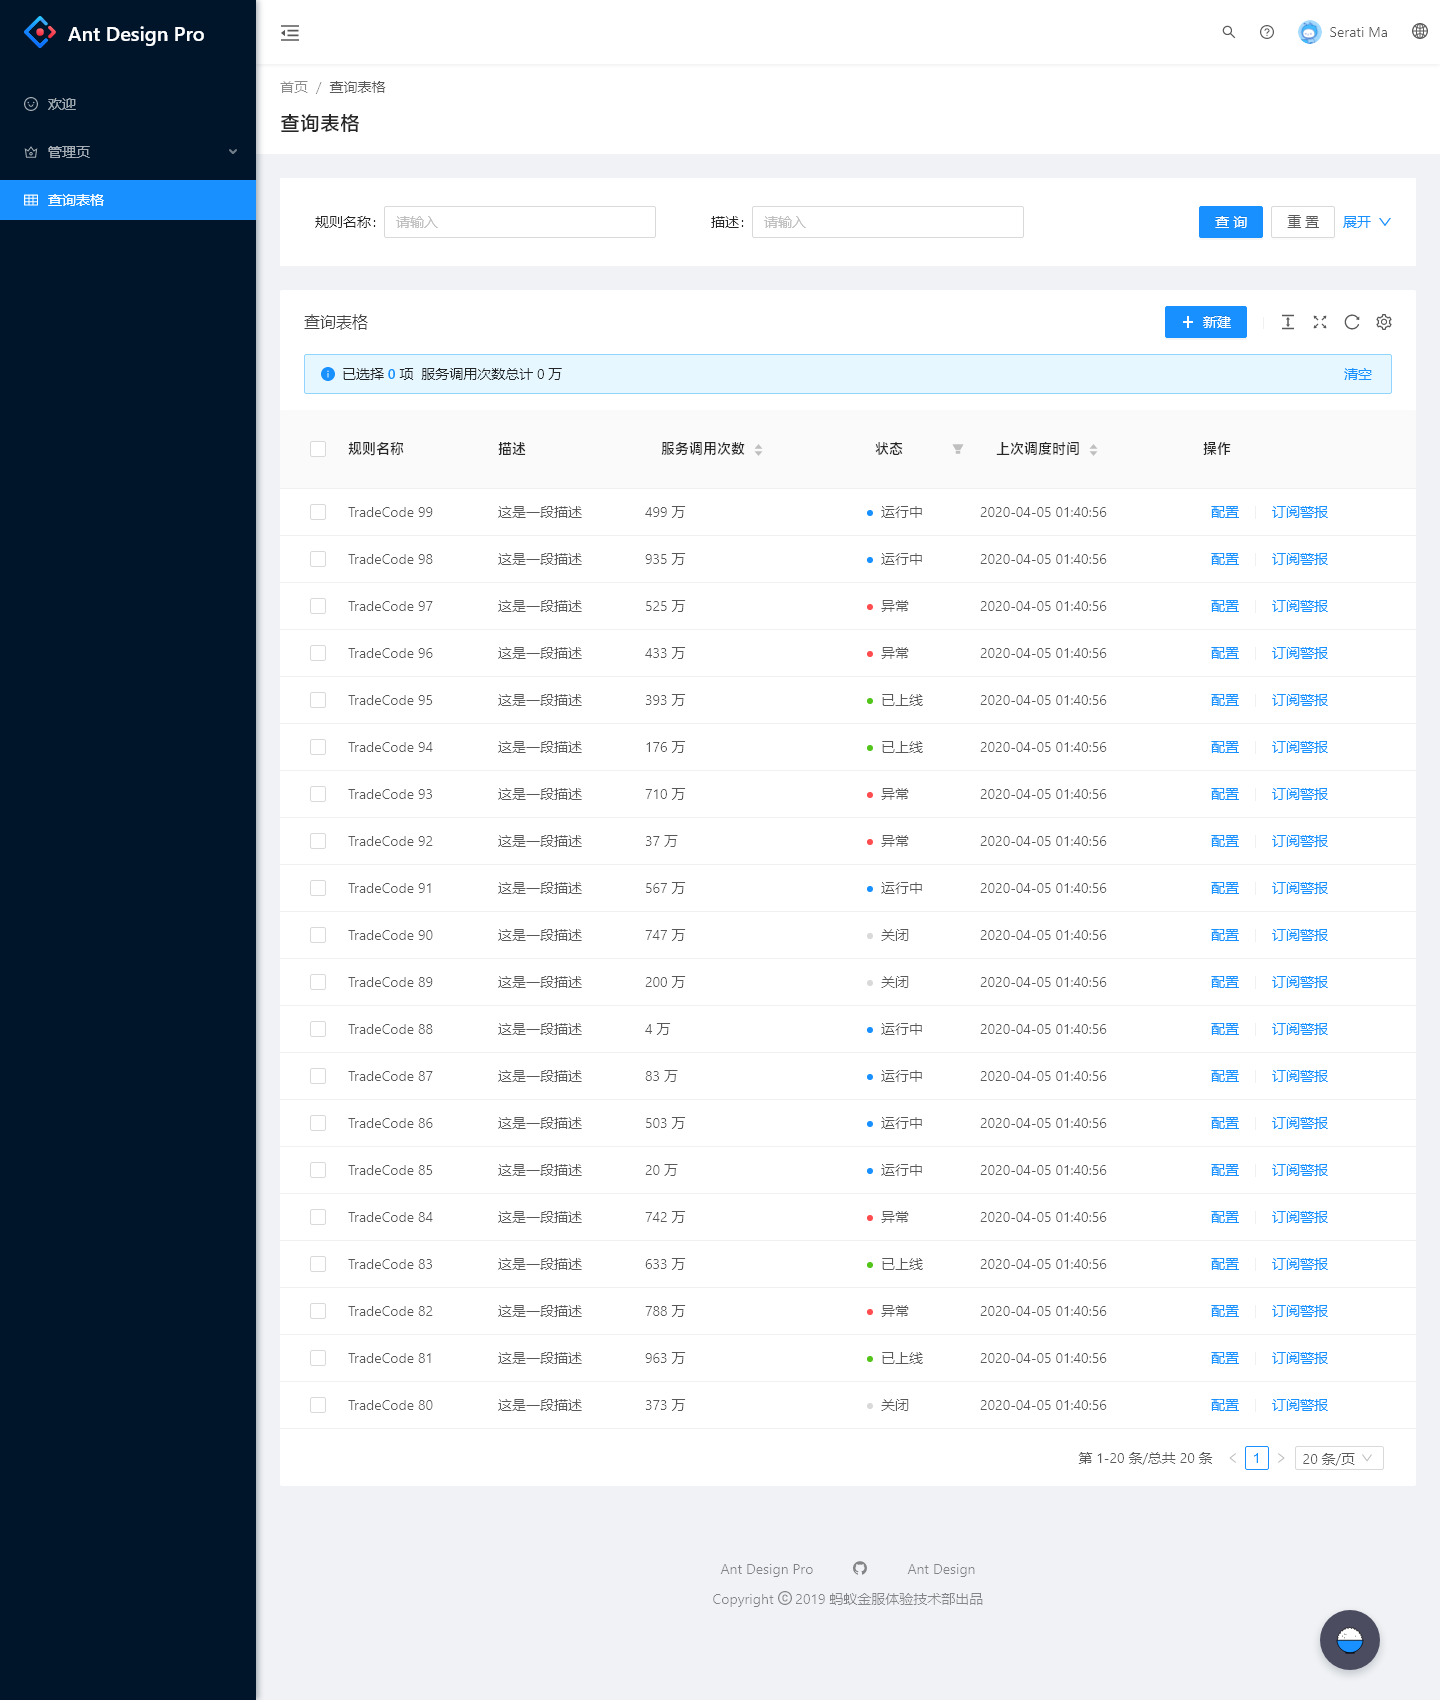 Ant Design Pro
欢迎
管理页
查询表格
Serati Ma
首页 / 查询表格
查询表格
规则名称: 请输入 描述: 请输入 查 询 重 置 展开
查询表格 新建
已选择 0 项 服务调用次数总计 0 万 清空
规则名称 描述 服务调用次数 状态 上次调度时间 操作
TradeCode 99 这是一段描述 499 万 运行中 2020-04-05 01:40:56 配置 订阅警报
TradeCode 98 这是一段描述 935 万 运行中 2020-04-05 01:40:56 配置 订阅警报
TradeCode 97 这是一段描述 525 万 异常 2020-04-05 01:40:56 配置 订阅警报
TradeCode 96 这是一段描述 433 万 异常 2020-04-05 01:40:56 配置 订阅警报
TradeCode 95 这是一段描述 393 万 已上线 2020-04-05 01:40:56 配置 订阅警报
TradeCode 94 这是一段描述 176 万 已上线 2020-04-05 01:40:56 配置 订阅警报
TradeCode 93 这是一段描述 710 万 异常 2020-04-05 01:40:56 配置 订阅警报
TradeCode 92 这是一段描述 37 万 异常 2020-04-05 01:40:56 配置 订阅警报
TradeCode 91 这是一段描述 567 万 运行中 2020-04-05 01:40:56 配置 订阅警报
TradeCode 90 这是一段描述 747 万 关闭 2020-04-05 01:40:56 配置 订阅警报
TradeCode 89 这是一段描述 200 万 关闭 2020-04-05 01:40:56 配置 订阅警报
TradeCode 88 这是一段描述 4 万 运行中 2020-04-05 01:40:56 配置 订阅警报
TradeCode 87 这是一段描述 83 万 运行中 2020-04-05 01:40:56 配置 订阅警报
TradeCode 86 这是一段描述 503 万 运行中 2020-04-05 01:40:56 配置 订阅警报
TradeCode 85 这是一段描述 20 万 运行中 2020-04-05 01:40:56 配置 订阅警报
TradeCode 84 这是一段描述 742 万 异常 2020-04-05 01:40:56 配置 订阅警报
TradeCode 83 这是一段描述 633 万 已上线 2020-04-05 01:40:56 配置 订阅警报
TradeCode 82 这是一段描述 788 万 异常 2020-04-05 01:40:56 配置 订阅警报
TradeCode 81 这是一段描述 963 万 已上线 2020-04-05 01:40:56 配置 订阅警报
TradeCode 80 这是一段描述 373 万 关闭 2020-04-05 01:40:56 配置 订阅警报
第 1-20 条/总共 20 条 1 20 条/页
Ant Design Pro Ant Design
Copyright © 2019 蚂蚁金服体验技术部出品